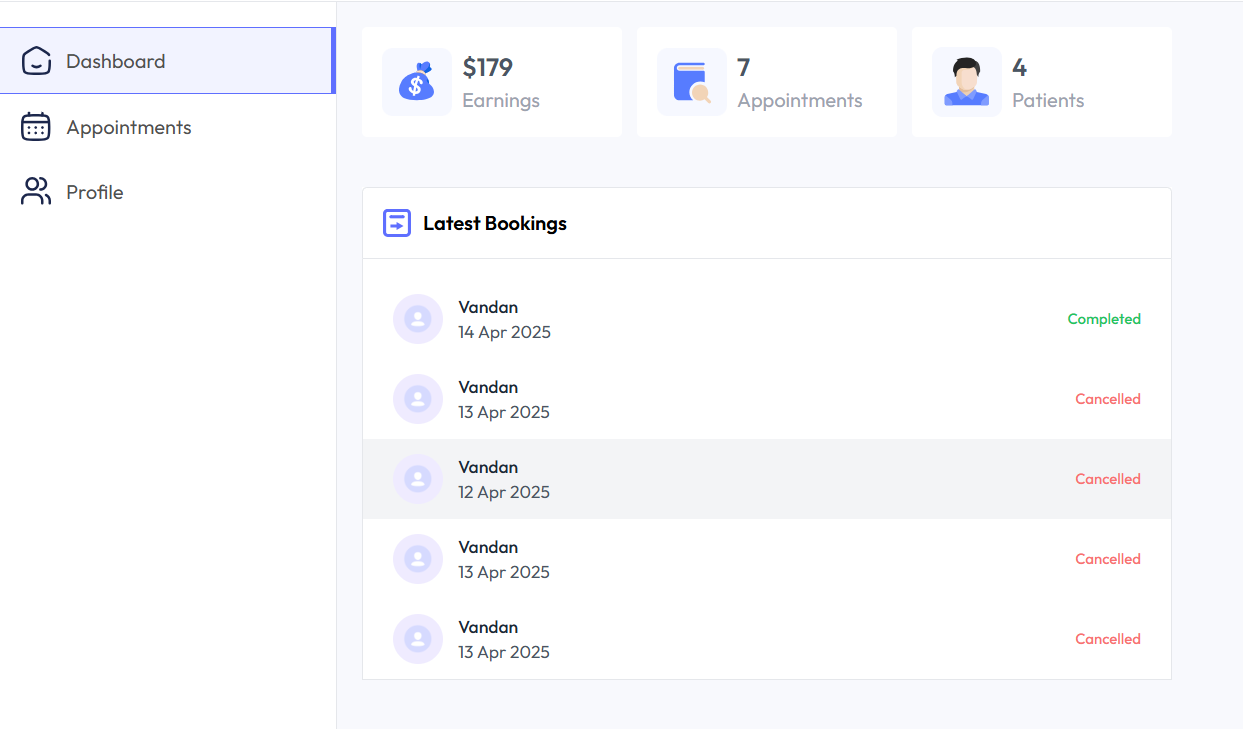 Dashboard
Appointments
Profile
$179
Earnings
7
Appointments
4
Patients
Latest Bookings
Vandan
14 Apr 2025
Completed
Vandan
13 Apr 2025
Cancelled
Vandan
12 Apr 2025
Cancelled
Vandan
13 Apr 2025
Cancelled
Vandan
13 Apr 2025
Cancelled